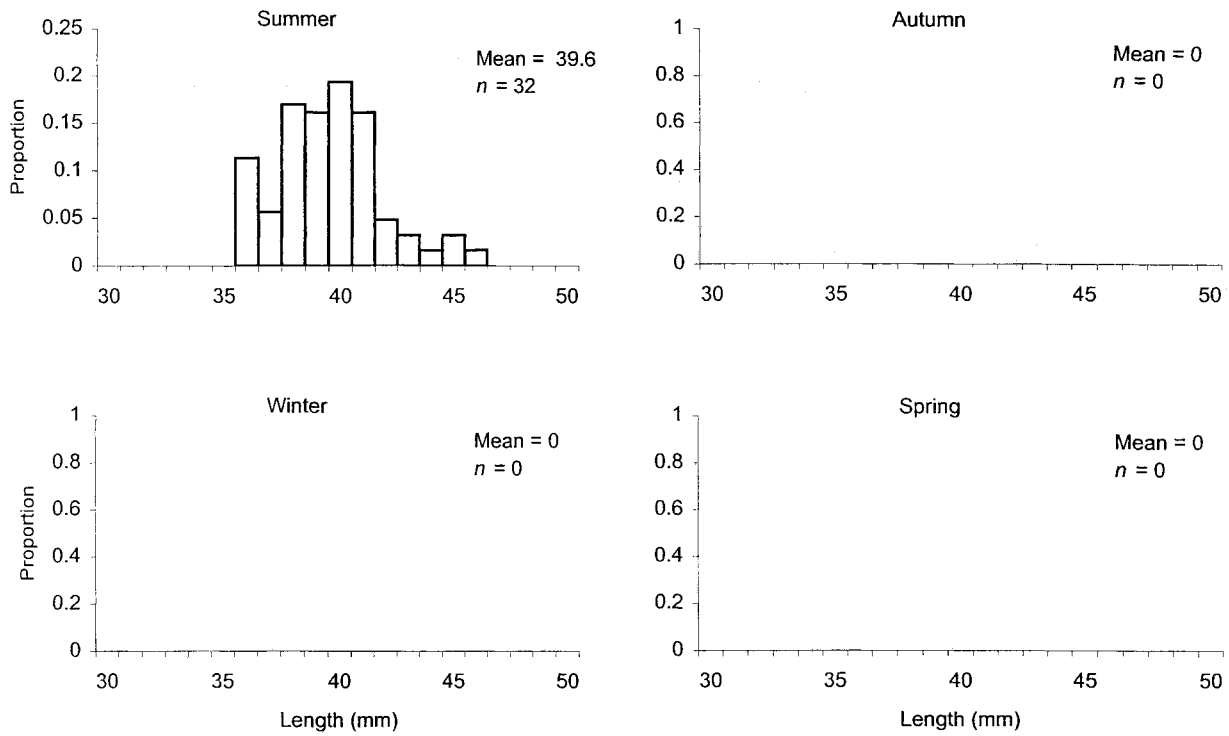 Summer
Mean = 39.6
n = 32
Proportion
0.25
0.2
0.15
0.1
0.05
0
30 35 40 45 50
Autumn
Mean = 0
n = 0
1
0.8
0.6
0.4
0.2
0
30 35 40 45 50
Winter
Mean = 0
n = 0
Proportion
1
0.8
0.6
0.4
0.2
0
30 35 40 45 50
Length (mm)
Spring
Mean = 0
n = 0
1
0.8
0.6
0.4
0.2
0
30 35 40 45 50
Length (mm)